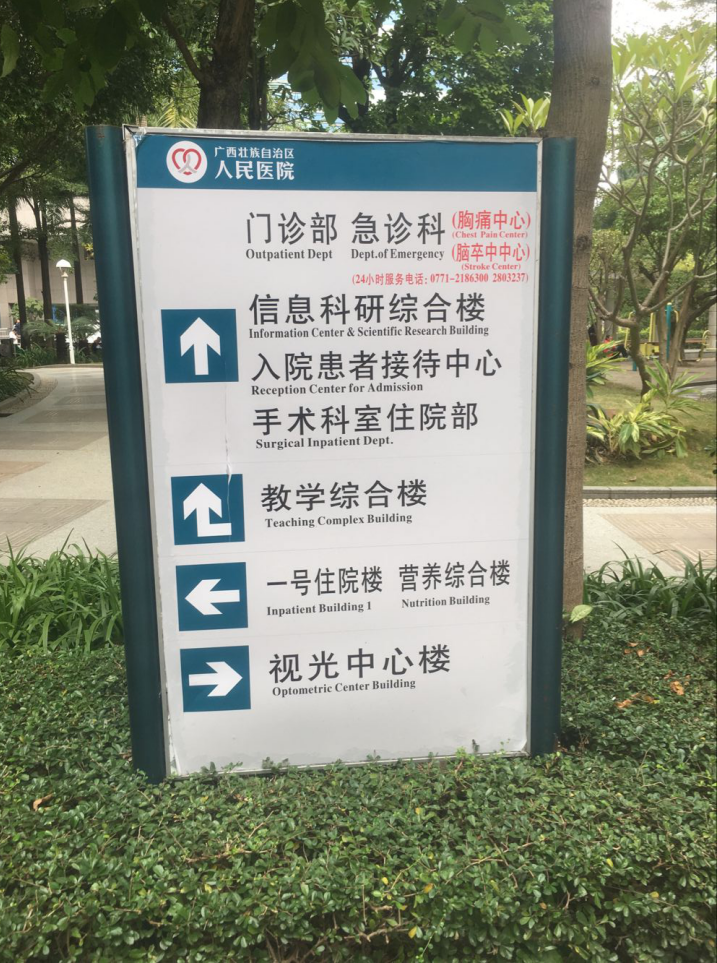 广西壮族自治区
人民医院
门诊部 急诊科 (胸痛中心)
Outpatient Dept Dept.of Emergency (Chest Pain Center)
(脑卒中中心)
(Stroke Center)
(24小时服务电话: 0771-2186300 2803237)
信息科研综合楼
Information Center & Scientific Research Building
入院患者接待中心
Reception Center for Admission
手术科室住院部
Surgical Inpatient Dept.
教学综合楼
Teaching Complex Building
一号住院楼 营养综合楼
Inpatient Building 1 Nutrition Building
视光中心楼
Optometric Center Building